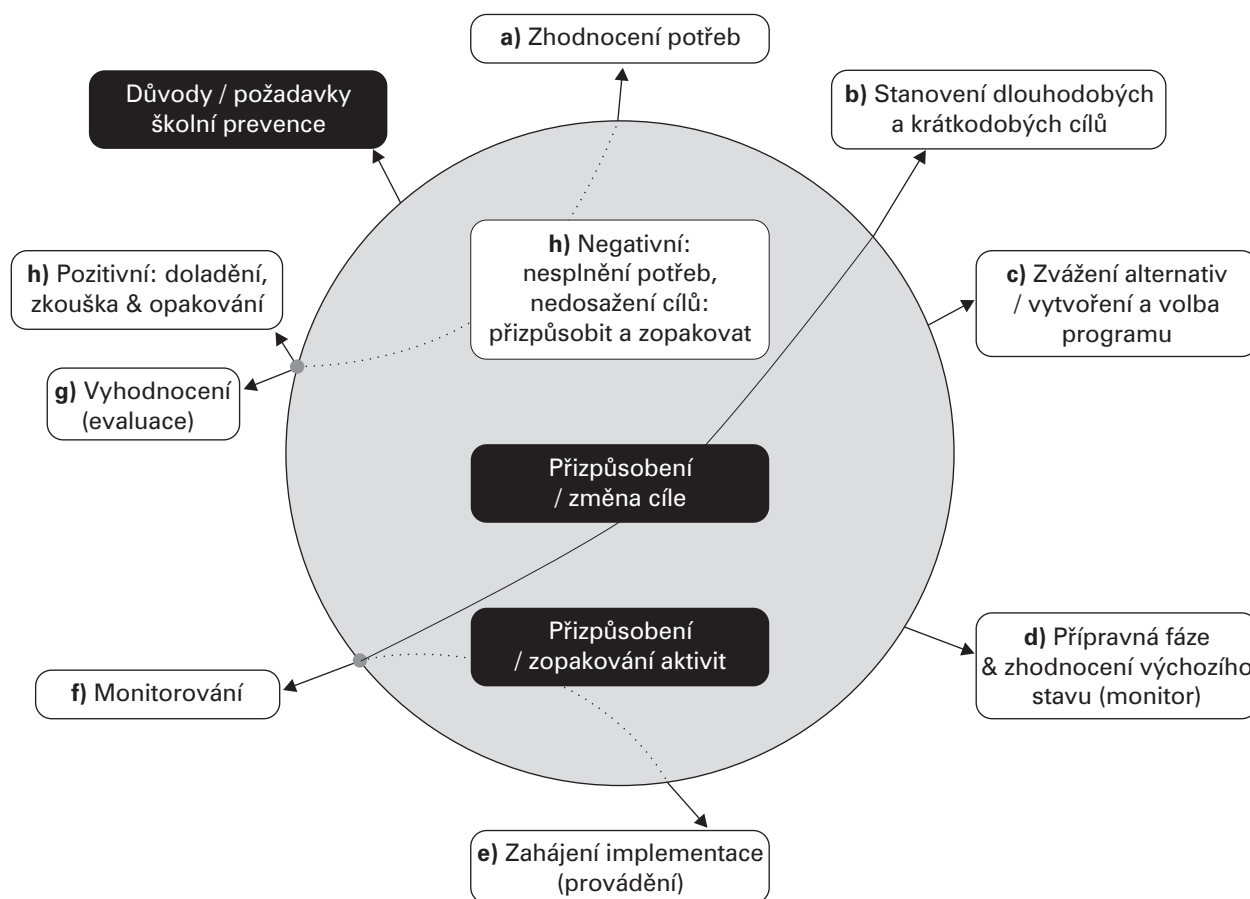 a) Zhodnocení potřeb
Důvody / požadavky
školní prevence
b) Stanovení dlouhodobých
a krátkodobých cílů
h) Negativní:
nesplnění potřeb,
nedosažení cílů:
přizpůsobit a zopakovat
h) Pozitivní: doladění,
zkouška & opakování
c) Zvážení alternativ
/ vytvoření a volba
programu
g) Vyhodnocení
(evaluace)
Přizpůsobení
/ změna cíle
Přizpůsobení
/ zopakování aktivit
d) Přípravná fáze
& zhodnocení výchozího
stavu (monitor)
f) Monitorování
e) Zahájení implementace
(provádění)